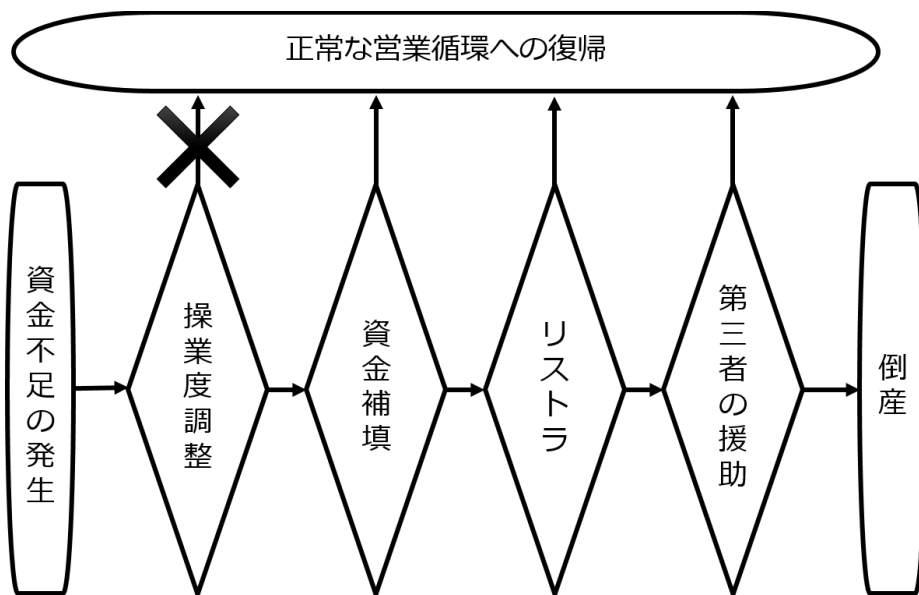 正常な営業循環への復帰
資金不足の発生
操業度調整
資金補填
リストラ
第三者の援助
倒産